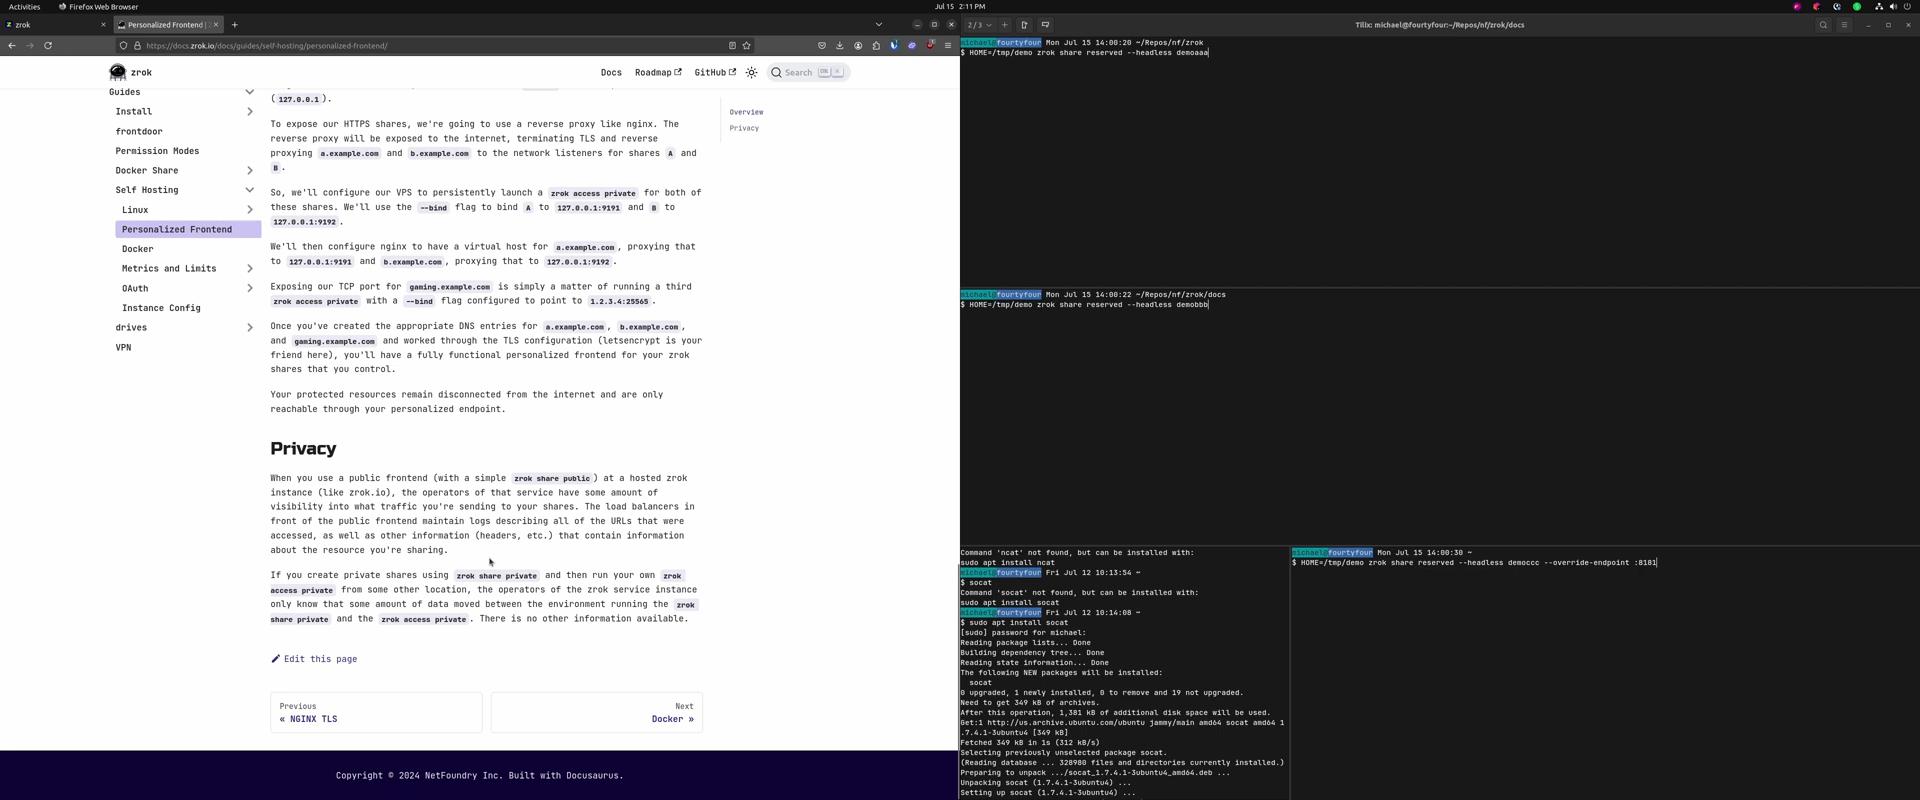 Activities
Firefox Web Browser
Jul 15  2:11 PM
zrok
Personalized Frontend |
https://docs.zrok.io/docs/guides/self-hosting/personalized-frontend/
zrok
Docs
Roadmap
GitHub
Search
Guides
Install
frontdoor
Permission Modes
Docker Share
Self Hosting
Linux
Personalized Frontend
Docker
Metrics and Limits
OAuth
Instance Config
drives
VPN
(127.0.0.1).
To expose our HTTPS shares, we're going to use a reverse proxy like nginx. The
reverse proxy will be exposed to the internet, terminating TLS and reverse
proxying a.example.com and b.example.com to the network listeners for shares A and
B.
So, we'll configure our VPS to persistently launch a zrok access private for both of
these shares. We'll use the --bind flag to bind A to 127.0.0.1:9191 and B to
127.0.0.1:9192.
We'll then configure nginx to have a virtual host for a.example.com, proxying that
to 127.0.0.1:9191 and b.example.com, proxying that to 127.0.0.1:9192.
Exposing our TCP port for gaming.example.com is simply a matter of running a third
zrok access private with a --bind flag configured to point to 1.2.3.4:25565.
Once you've created the appropriate DNS entries for a.example.com, b.example.com,
and gaming.example.com and worked through the TLS configuration (letsencrypt is your
friend here), you'll have a fully functional personalized frontend for your zrok
shares that you control.
Your protected resources remain disconnected from the internet and are only
reachable through your personalized endpoint.
Privacy
When you use a public frontend (with a simple zrok share public) at a hosted zrok
instance (like zrok.io), the operators of that service have some amount of
visibility into what traffic you're sending to your shares. The load balancers in
front of the public frontend maintain logs describing all of the URLs that were
accessed, as well as other information (headers, etc.) that contain information
about the resource you're sharing.
If you create private shares using zrok share private and then run your own zrok
access private from some other location, the operators of the zrok service instance
only know that some amount of data moved between the environment running the zrok
share private and the zrok access private. There is no other information available.
Edit this page
Previous
« NGINX TLS
Next
Docker »
Overview
Privacy
Copyright © 2024 NetFoundry Inc. Built with Docusaurus.
2 / 3
Tilix: michael@fourtyfour:~/Repos/nf/zrok/docs
michael@fourtyfour Mon Jul 15 14:00:20 ~/Repos/nf/zrok
$ HOME=/tmp/demo zrok share reserved --headless demoaaa
michael@fourtyfour Mon Jul 15 14:00:22 ~/Repos/nf/zrok/docs
$ HOME=/tmp/demo zrok share reserved --headless demobbb
Command 'ncat' not found, but can be installed with:
sudo apt install ncat
michael@fourtyfour Fri Jul 12 10:13:54 ~
$ socat
Command 'socat' not found, but can be installed with:
sudo apt install socat
michael@fourtyfour Fri Jul 12 10:14:08 ~
$ sudo apt install socat
[sudo] password for michael:
Reading package lists... Done
Building dependency tree... Done
Reading state information... Done
The following NEW packages will be installed:
socat
0 upgraded, 1 newly installed, 0 to remove and 19 not upgraded.
Need to get 349 kB of archives.
After this operation, 1,381 kB of additional disk space will be used.
Get:1 http://us.archive.ubuntu.com/ubuntu jammy/main amd64 socat amd64 1
.7.4.1-3ubuntu4 [349 kB]
Fetched 349 kB in 1s (312 kB/s)
Selecting previously unselected package socat.
(Reading database ... 328980 files and directories currently installed.)
Preparing to unpack .../socat_1.7.4.1-3ubuntu4_amd64.deb ...
Unpacking socat (1.7.4.1-3ubuntu4) ...
Setting up socat (1.7.4.1-3ubuntu4) ...
michael@fourtyfour Mon Jul 15 14:00:30 ~
$ HOME=/tmp/demo zrok share reserved --headless democcc --override-endpoint :8181